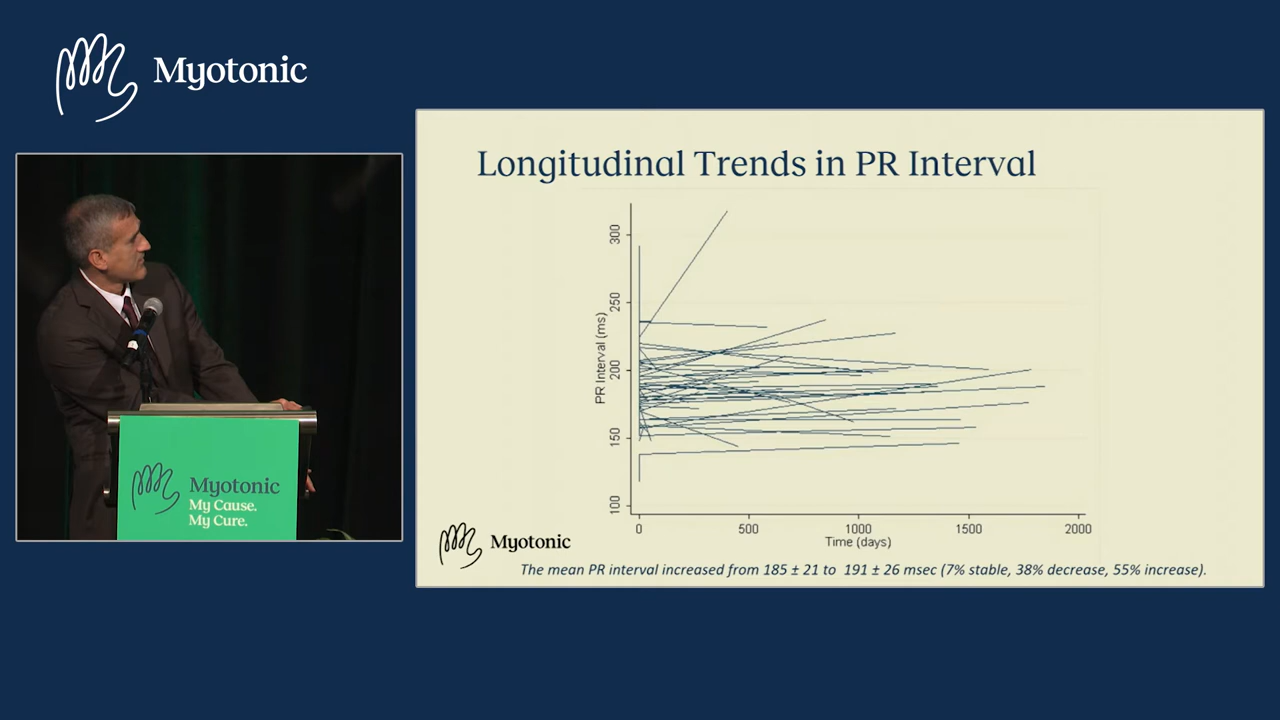 Myotonic
Longitudinal Trends in PR Interval
PR Interval (ms)
300
250
200
150
100
0
500
1000
1500
2000
Time (days)
Myotonic
The mean PR interval increased from 185 ± 21 to 191 ± 26 msec (7% stable, 38% decrease, 55% increase).
Myotonic
My Cause.
My Cure.